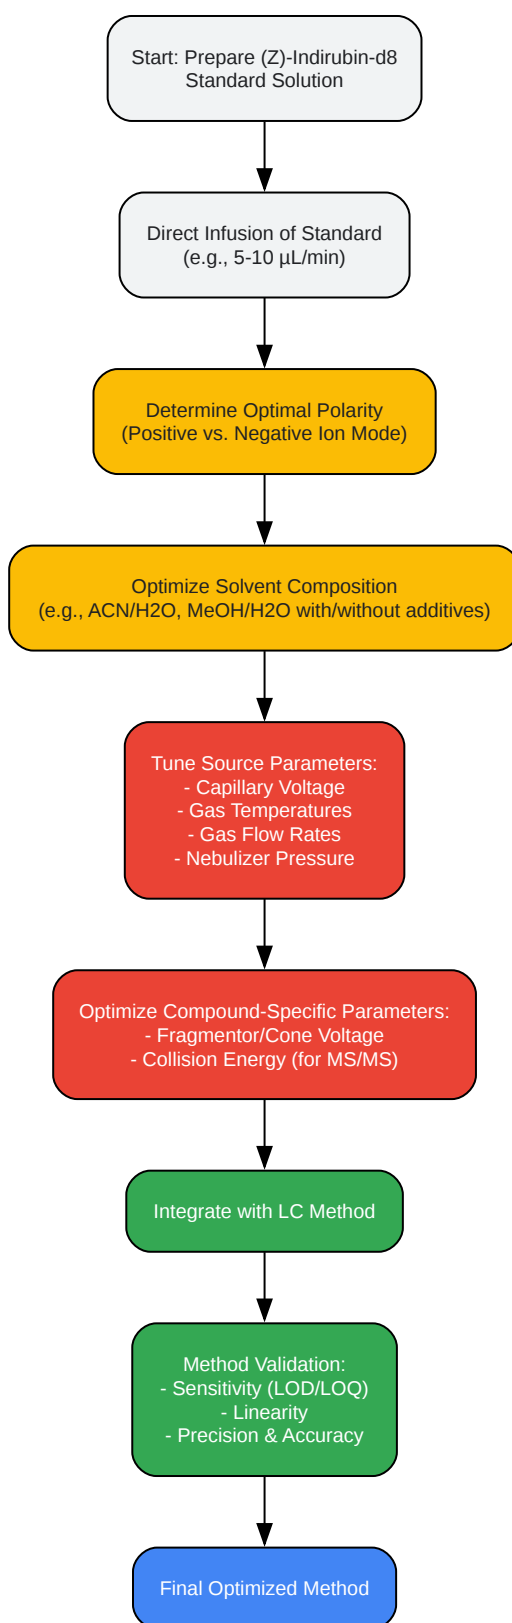 Start: Prepare (Z)-Indirubin-d8
Standard Solution
Direct Infusion of Standard
(e.g., 5-10 µL/min)
Determine Optimal Polarity
(Positive vs. Negative Ion Mode)
Optimize Solvent Composition
(e.g., ACN/H2O, MeOH/H2O with/without additives)
Tune Source Parameters:
- Capillary Voltage
- Gas Temperatures
- Gas Flow Rates
- Nebulizer Pressure
Optimize Compound-Specific Parameters:
- Fragmentor/Cone Voltage
- Collision Energy (for MS/MS)
Integrate with LC Method
Method Validation:
- Sensitivity (LOD/LOQ)
- Linearity
- Precision & Accuracy
Final Optimized Method